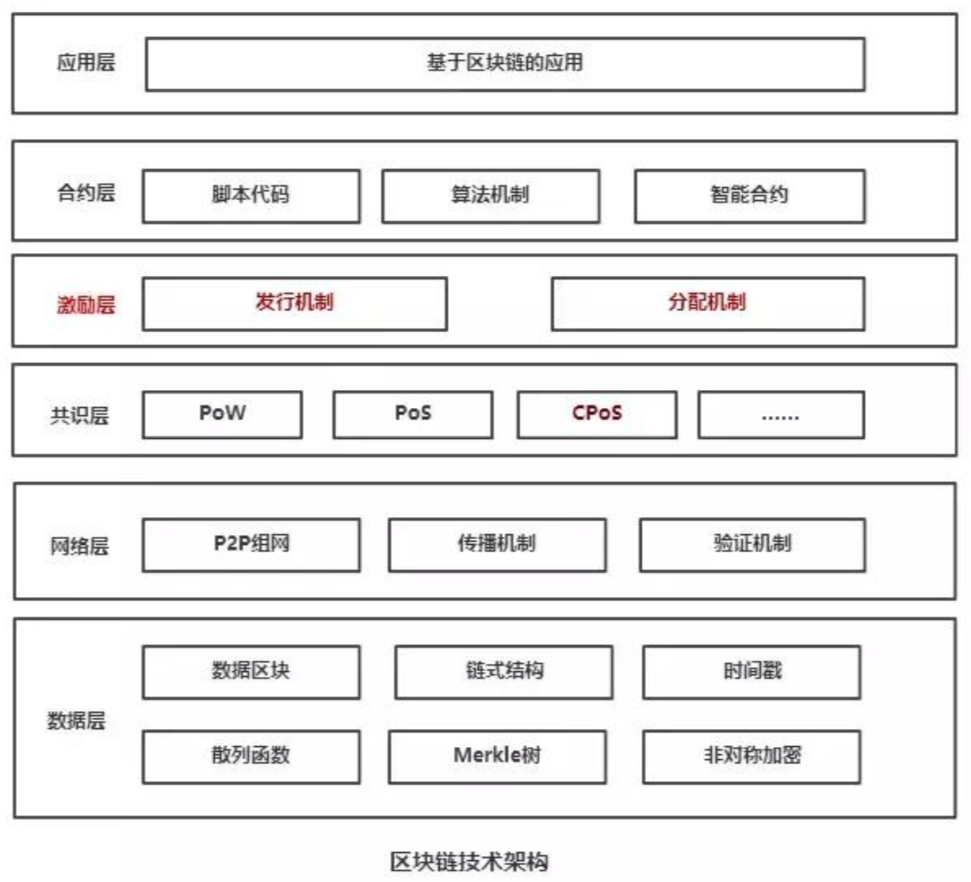 应用层 基于区块链的应用
合约层 脚本代码 算法机制 智能合约
激励层 发行机制 分配机制
共识层 PoW PoS CPoS ......
网络层 P2P组网 传播机制 验证机制
数据区块 链式结构 时间戳
数据层
散列函数 Merkle树 非对称加密
区块链技术架构